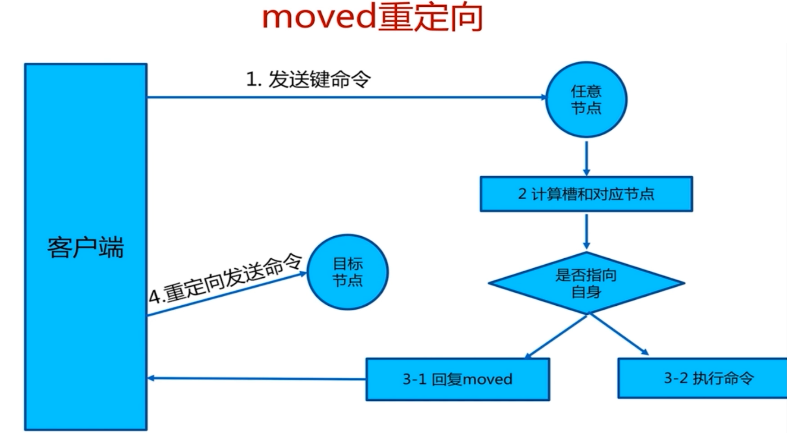 moved重定向
1. 发送键命令
任意
节点
2 计算槽和对应节点
客户端
4.重定向发送命令
目标
节点
是否指向
自身
3-1 回复moved
3-2 执行命令